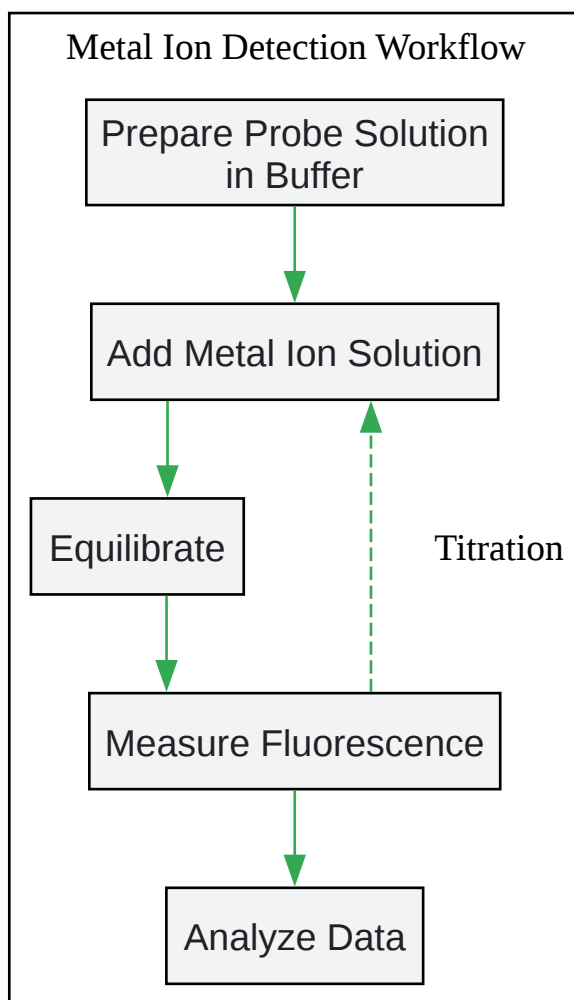 Metal Ion Detection Workflow
Prepare Probe Solution
in Buffer
Add Metal Ion Solution
Equilibrate
Titration
Measure Fluorescence
Analyze Data